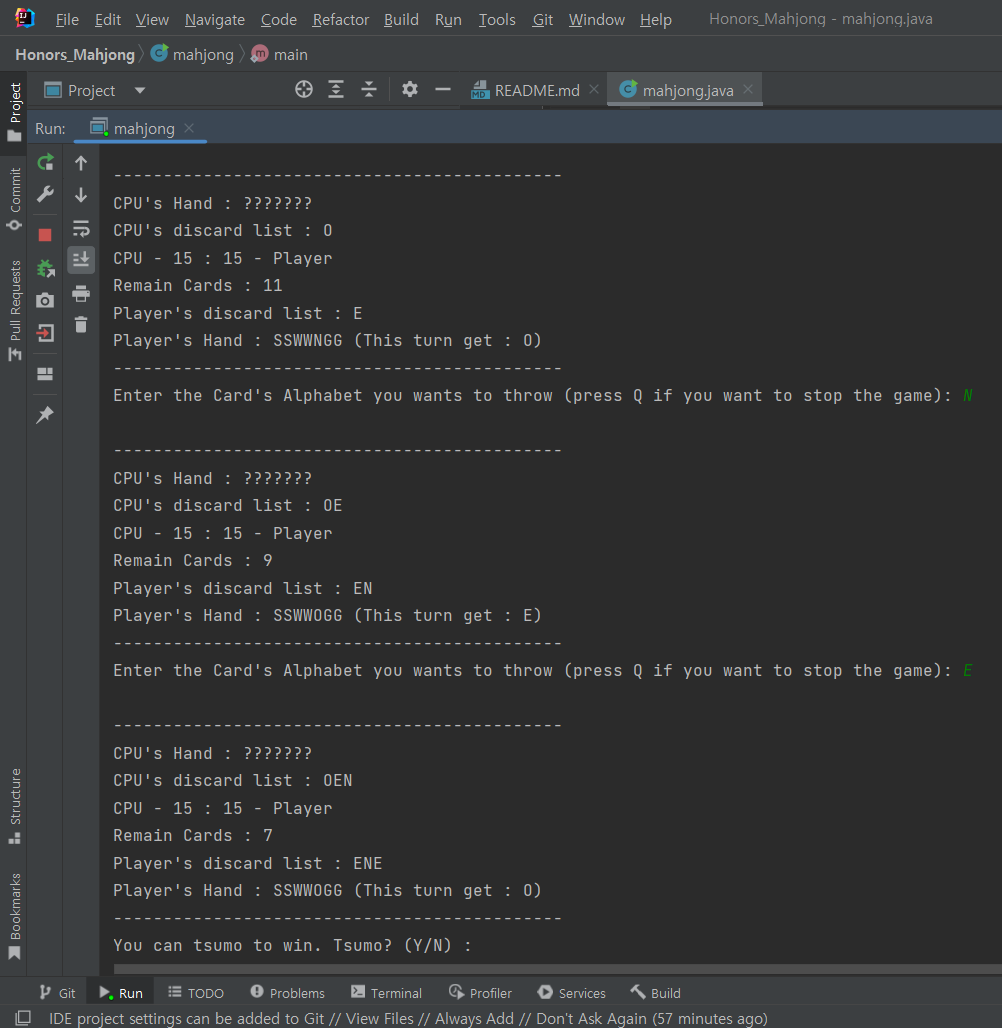 File Edit View Navigate Code Refactor Build Run Tools Git Window Help Honors_Mahjong - mahjong.java
Honors_Mahjong mahjong main
Project README.md mahjong.java
Run: mahjong
Project
Commit
Pull Requests
Structure
Bookmarks
---------------------------------------------
CPU's Hand : ???????
CPU's discard list : O
CPU - 15 : 15 - Player
Remain Cards : 11
Player's discard list : E
Player's Hand : SSWWNGG (This turn get : O)
---------------------------------------------
Enter the Card's Alphabet you wants to throw (press Q if you want to stop the game): N
---------------------------------------------
CPU's Hand : ???????
CPU's discard list : OE
CPU - 15 : 15 - Player
Remain Cards : 9
Player's discard list : EN
Player's Hand : SSWWOGG (This turn get : E)
---------------------------------------------
Enter the Card's Alphabet you wants to throw (press Q if you want to stop the game): E
---------------------------------------------
CPU's Hand : ???????
CPU's discard list : OEN
CPU - 15 : 15 - Player
Remain Cards : 7
Player's discard list : ENE
Player's Hand : SSWWOGG (This turn get : O)
---------------------------------------------
You can tsumo to win. Tsumo? (Y/N) :
Git Run TODO Problems Terminal Profiler Services Build
IDE project settings can be added to Git // View Files // Always Add // Don't Ask Again (57 minutes ago)